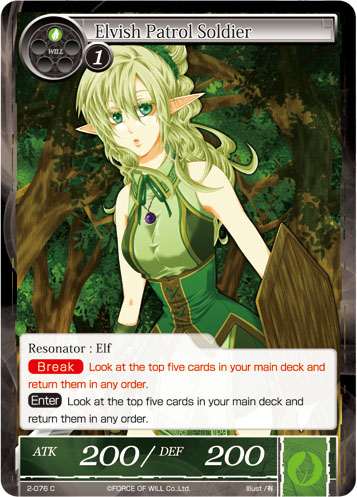 Elvish Patrol Soldier
WILL
1
Resonator : Elf
Break Look at the top five cards in your main deck and
return them in any order.
Enter Look at the top five cards in your main deck and
return them in any order.
ATK 200 / DEF 200
2-076 C ©FORCE OF WILL Co.,Ltd. Illust /有